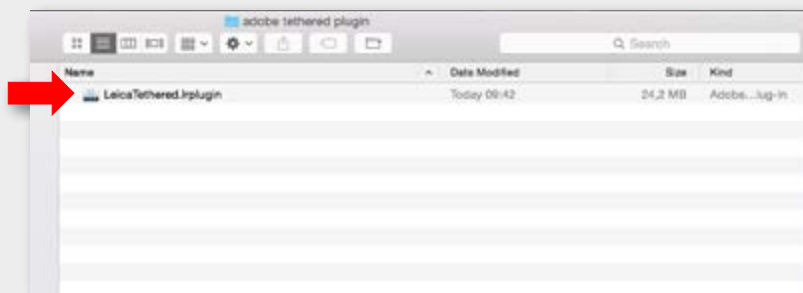 adobe tethered plugin
Search
Name Date Modified Size Kind
LeicaTethered.lrplugin Today 09:42 24,2 MB Adobe...lug-in